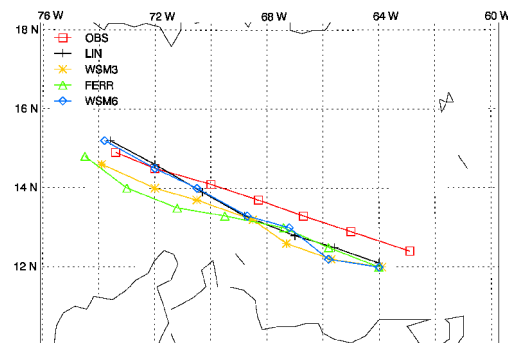 76 W 72 W 68 W 64 W 60 W
18 N
OBS
LIN
WSM3
FERR
WSM6
16 N
14 N
12 N